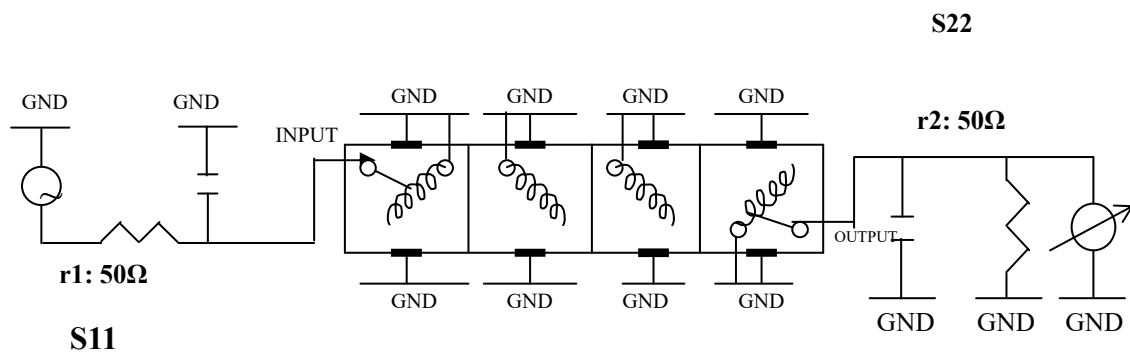 S22
GND
GND
GND
GND
GND
GND
r2: 50Ω
INPUT
OUTPUT
r1: 50Ω
GND
GND
GND
GND
GND
GND
GND
S11